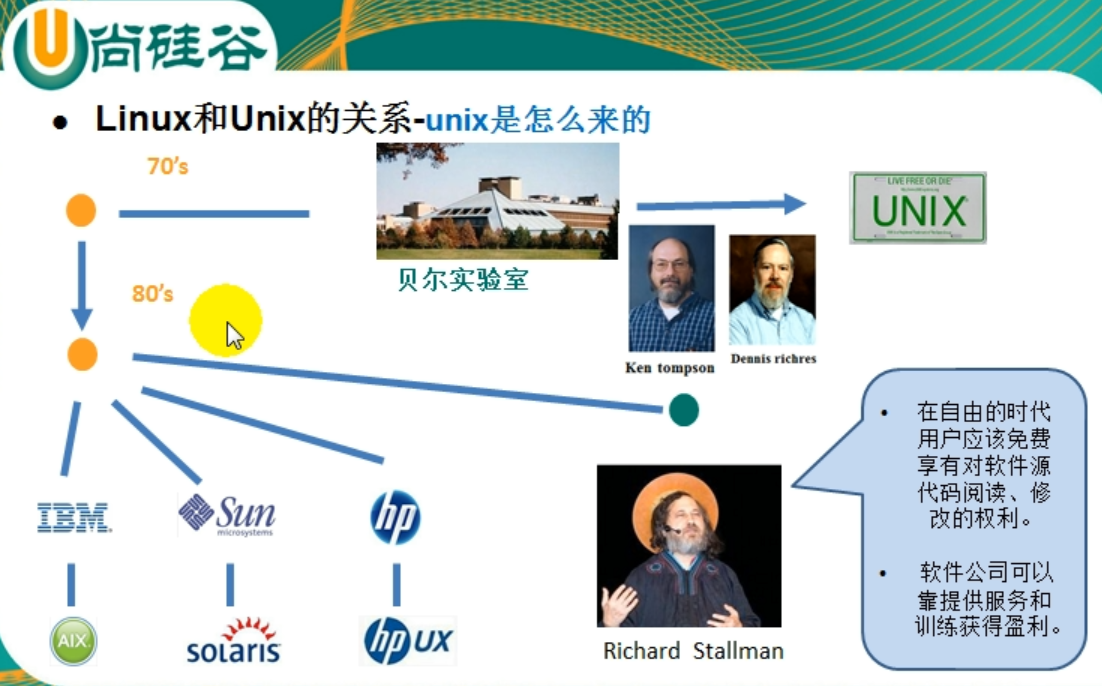 尚硅谷
Linux和Unix的关系-unix是怎么来的
70's
LIVE FREE OR DIE
UNIX
贝尔实验室
80's
Ken tompson
Dennis richres
在自由的时代
用户应该免费
享有对软件源
代码阅读、修
改的权利。
软件公司可以
靠提供服务和
训练获得盈利。
IBM
Sun
microsystems
hp
AIX
solaris
hp UX
Richard Stallman